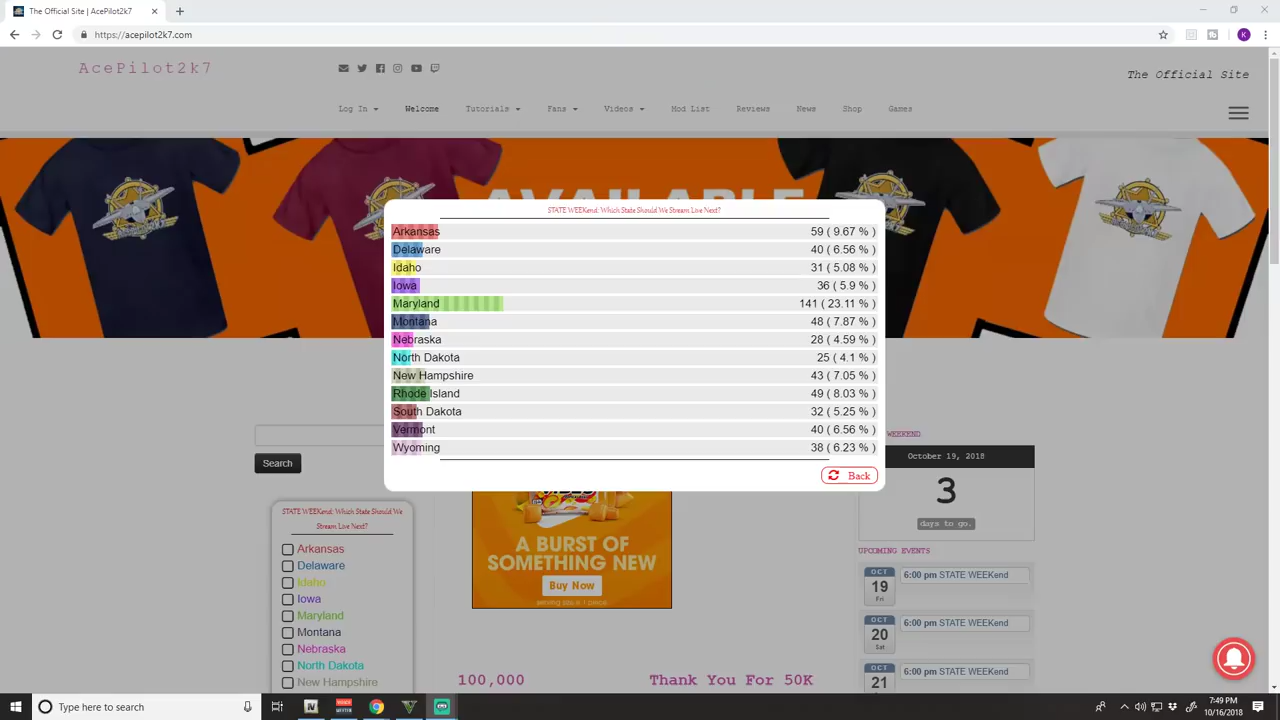 The Official Site | AcePilot2k7
https://acepilot2k7.com
AcePilot2k7
The Official Site
Log In
Welcome
Tutorials
Fans
Videos
Mod List
Reviews
News
Shop
Games
AVAILABLE
STATE WEEKend: Which State Should We Stream Live Next?
Arkansas 59 ( 9.67 % )
Delaware 40 ( 6.56 % )
Idaho 31 ( 5.08 % )
Iowa 36 ( 5.9 % )
Maryland 141 ( 23.11 % )
Montana 48 ( 7.87 % )
Nebraska 28 ( 4.59 % )
North Dakota 25 ( 4.1 % )
New Hampshire 43 ( 7.05 % )
Rhode Island 49 ( 8.03 % )
South Dakota 32 ( 5.25 % )
Vermont 40 ( 6.56 % )
Wyoming 38 ( 6.23 % )
Back
Search
STATE WEEKend: Which State Should We
Stream Live Next?
Arkansas
Delaware
Idaho
Iowa
Maryland
Montana
Nebraska
North Dakota
New Hampshire
A BURST OF
SOMETHING NEW
Buy Now
100,000
Thank You For 50K
WEEKEND
October 19, 2018
3
days to go.
UPCOMING EVENTS
OCT
19
Fri
6:00 pm STATE WEEKend
OCT
20
Sat
6:00 pm STATE WEEKend
OCT
21
6:00 pm STATE WEEKend
Type here to search
7:49 PM
10/16/2018